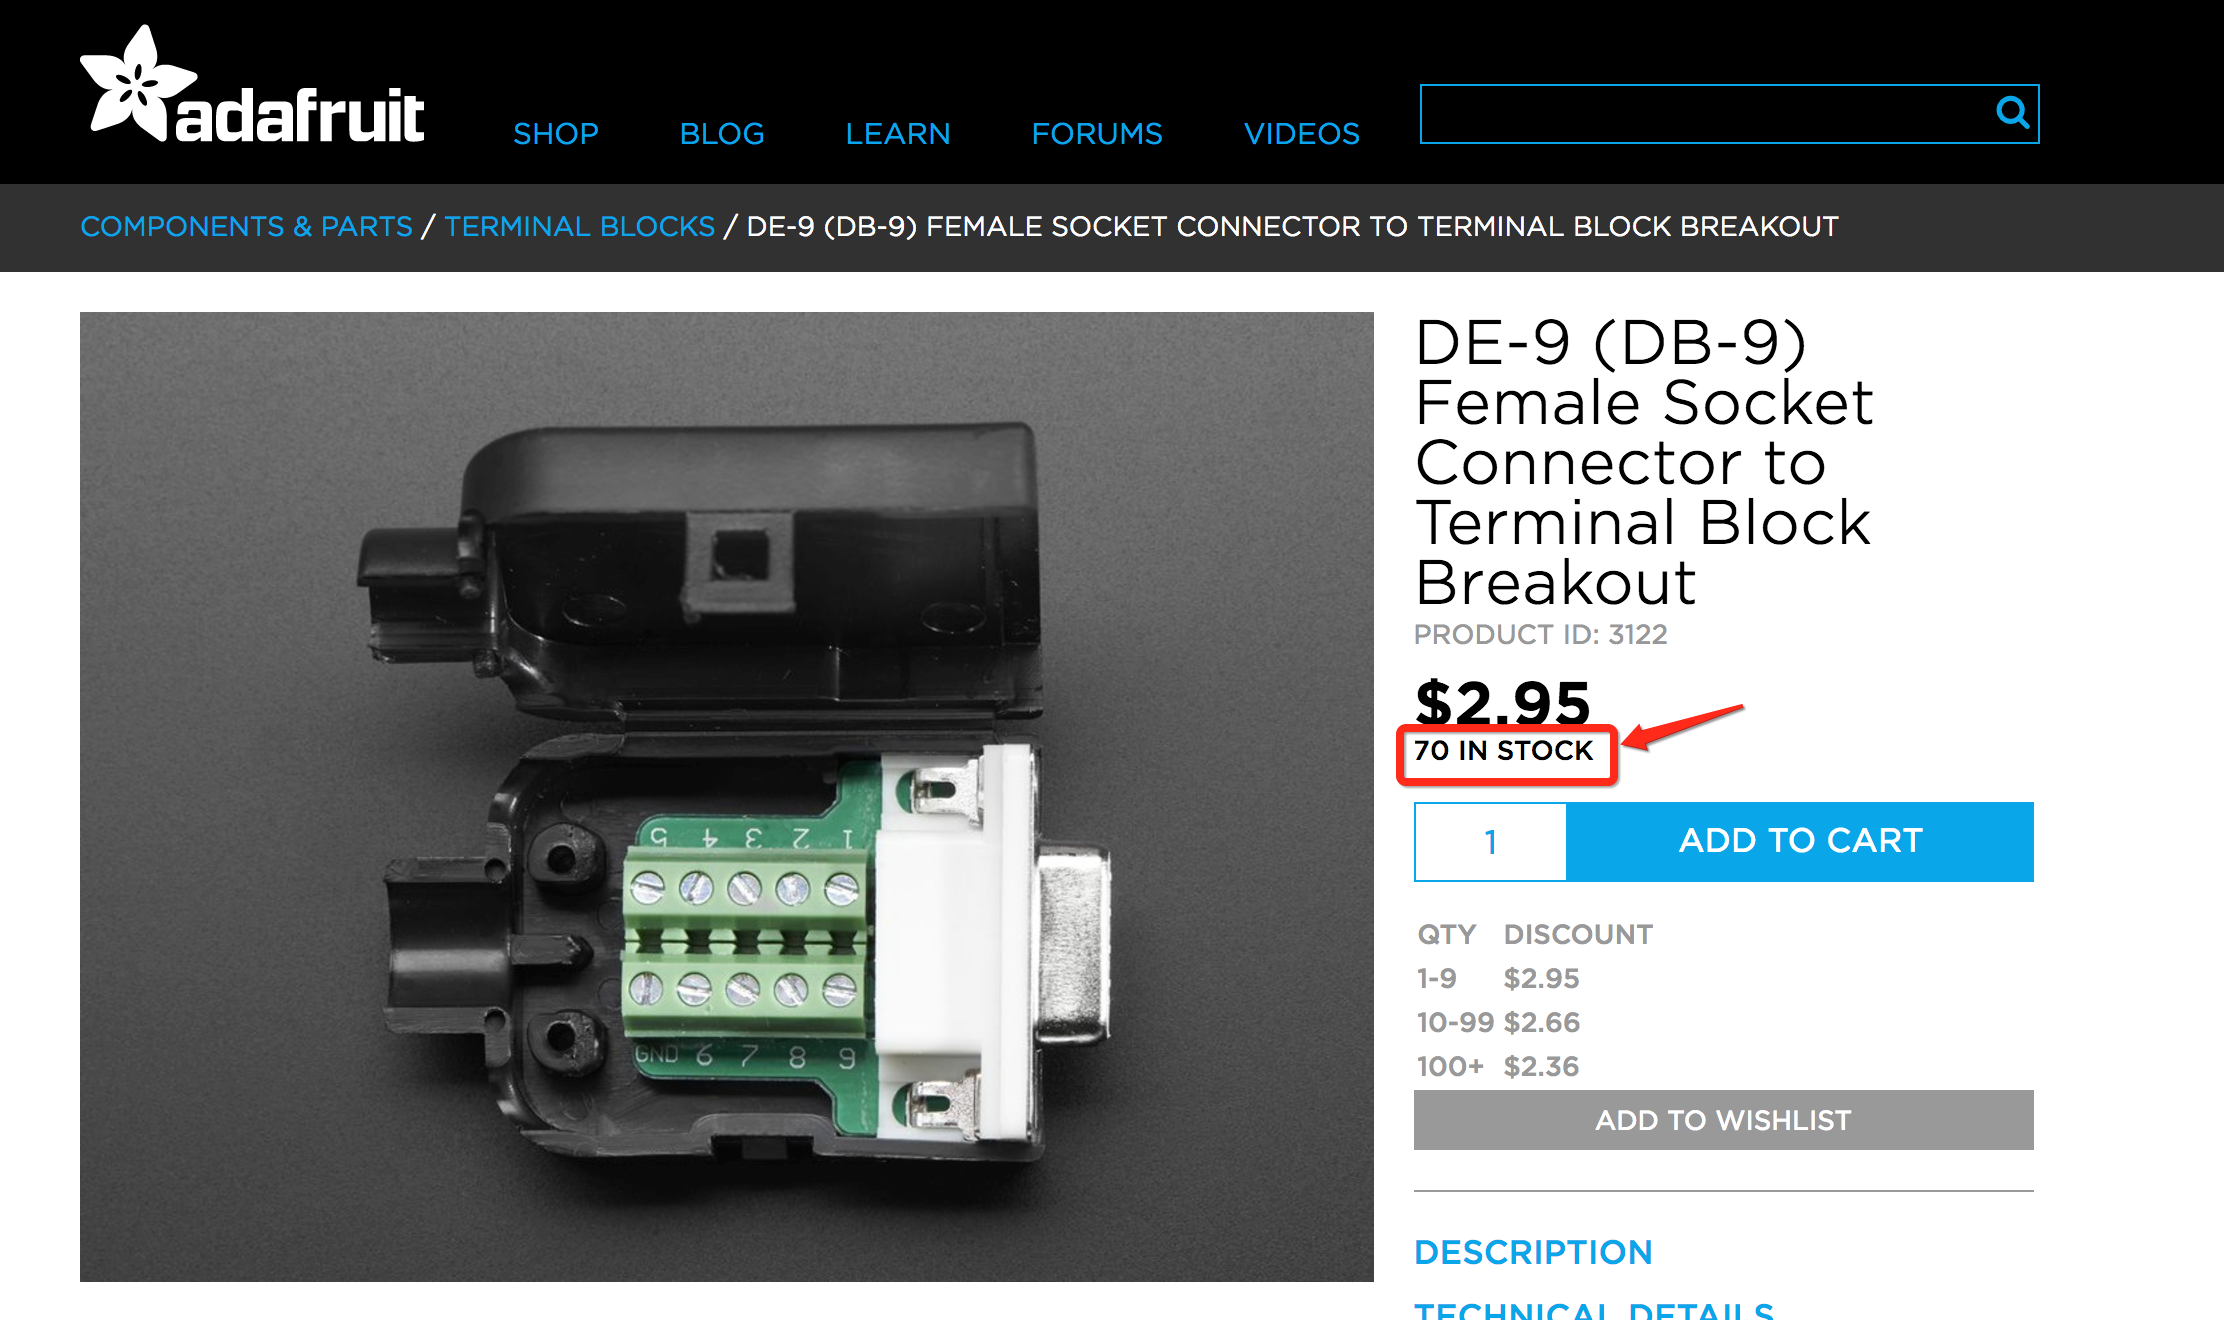 adafruit
SHOP
BLOG
LEARN
FORUMS
VIDEOS
COMPONENTS & PARTS / TERMINAL BLOCKS / DE-9 (DB-9) FEMALE SOCKET CONNECTOR TO TERMINAL BLOCK BREAKOUT
5 4 3 2 1
GND 6 7 8 9
DE-9 (DB-9)
Female Socket
Connector to
Terminal Block
Breakout
PRODUCT ID: 3122
$2.95
70 IN STOCK
1
ADD TO CART
QTY DISCOUNT
1-9 $2.95
10-99 $2.66
100+ $2.36
ADD TO WISHLIST
DESCRIPTION
TECHNICAL DETAILS